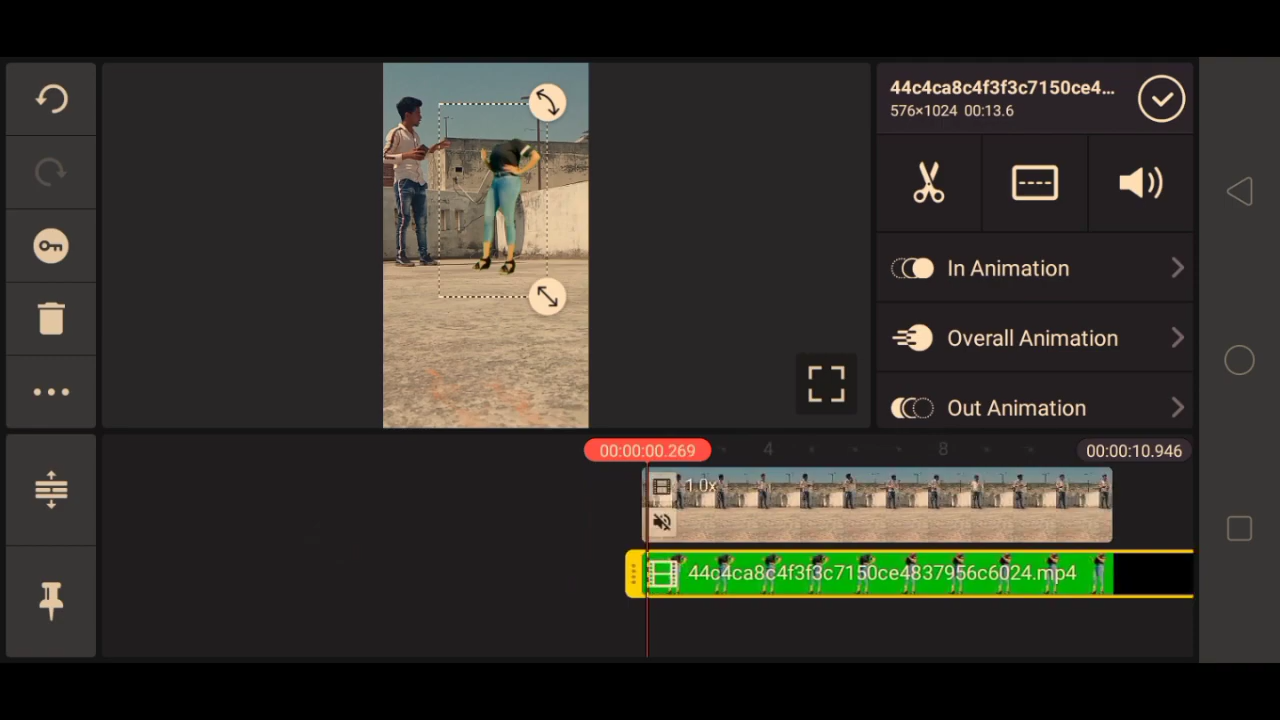 44c4ca8c4f3f3c7150ce4...
576×1024 00:13.6
In Animation
Overall Animation
Out Animation
00:00:00.269
4
8
00:00:10.946
1.0x
44c4ca8c4f3f3c7150ce4837956c6024.mp4